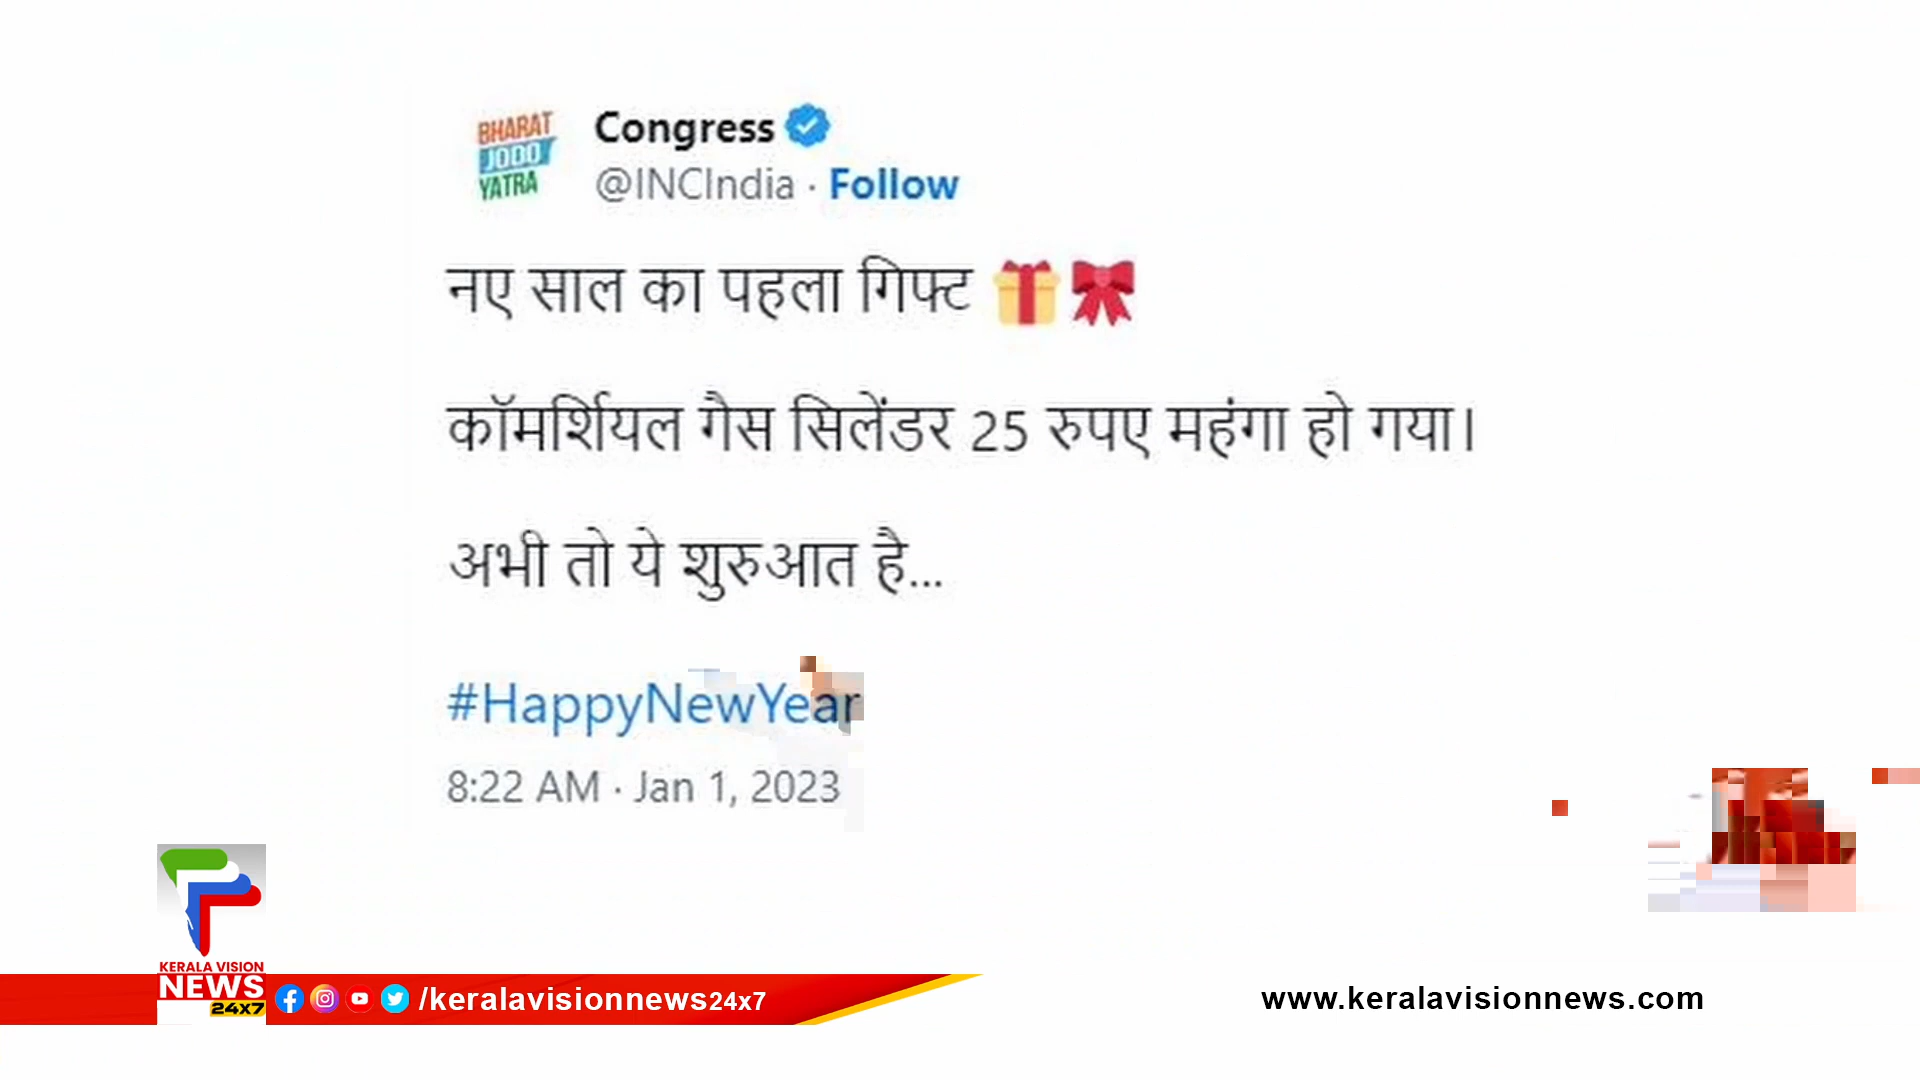 BHARAT
JODO
YATRA
Congress
@INCIndia · Follow
नए साल का पहला गिफ्ट 🎁🎀
कॉमर्शियल गैस सिलेंडर 25 रुपए महंगा हो गया।
अभी तो ये शुरुआत है...
#HappyNewYear
8:22 AM · Jan 1, 2023
KERALA VISION
NEWS
24x7
/keralavisionnews24x7
www.keralavisionnews.com